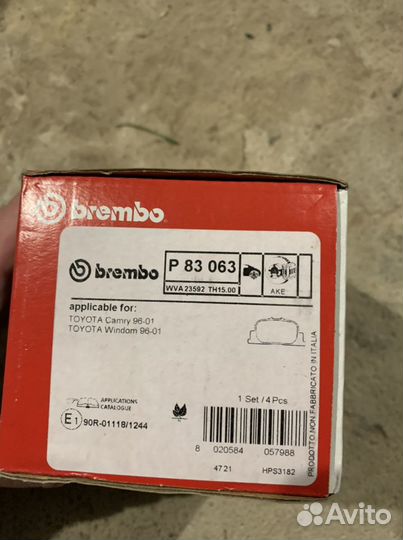 brembo
brembo
P 83 063
WVA 23592 TH15.00
AKE
applicable for:
TOYOTA Camry 96-01
TOYOTA Windom 96-01
PRODOTTO NON FABBRICATO IN ITALIA
APPLICATIONS
CATALOGUE
1 Set / 4 Pcs.
E1 90R-01118/1244
8 020584 057988
4721 HPS3182
Avito